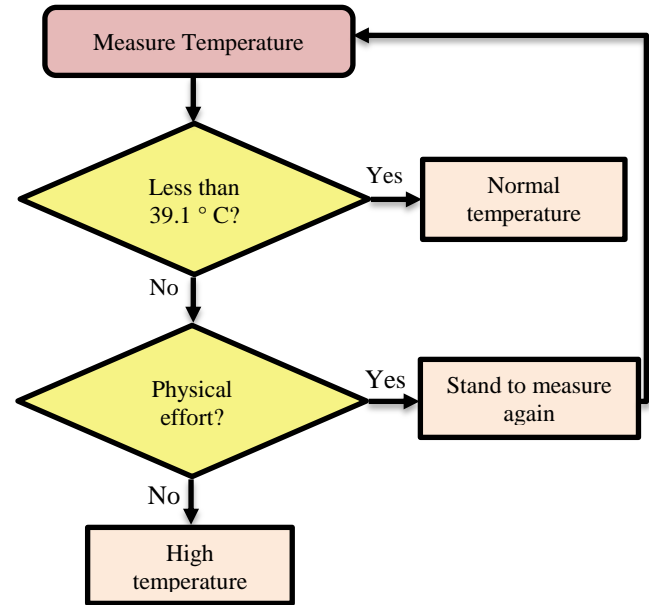 Measure Temperature
Less than
39.1 ° C?
Yes
Normal
temperature
No
Physical
effort?
Yes
Stand to measure
again
No
High
temperature